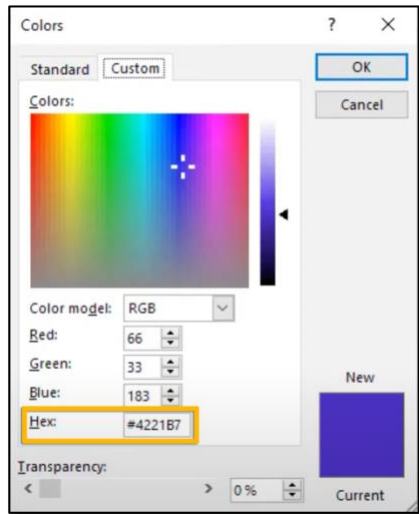 Colors ? ×
Standard Custom OK
Colors: Cancel
Color model: RGB
Red: 66
Green: 33
Blue: 183
Hex: #4221B7
New
Transparency:
< > 0 % Current